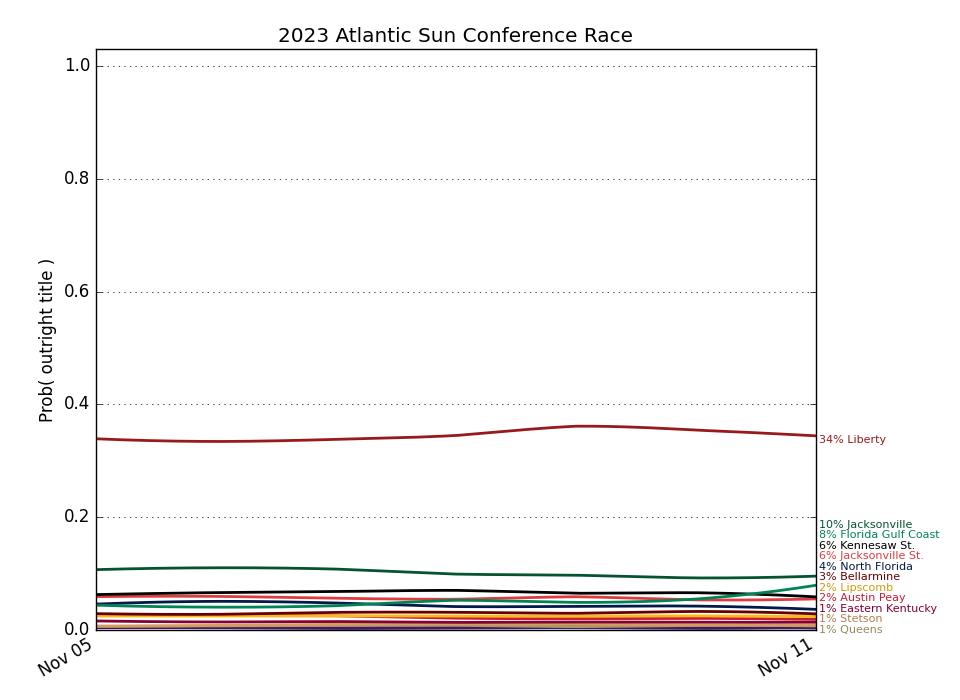 2023 Atlantic Sun Conference Race
Prob( outright title )
1.0
0.8
0.6
0.4
0.2
0.0
Nov 05
Nov 11
34% Liberty
10% Jacksonville
8% Florida Gulf Coast
6% Kennesaw St.
6% Jacksonville St.
4% North Florida
3% Bellarmine
2% Lipscomb
2% Austin Peay
1% Eastern Kentucky
1% Stetson
1% Queens